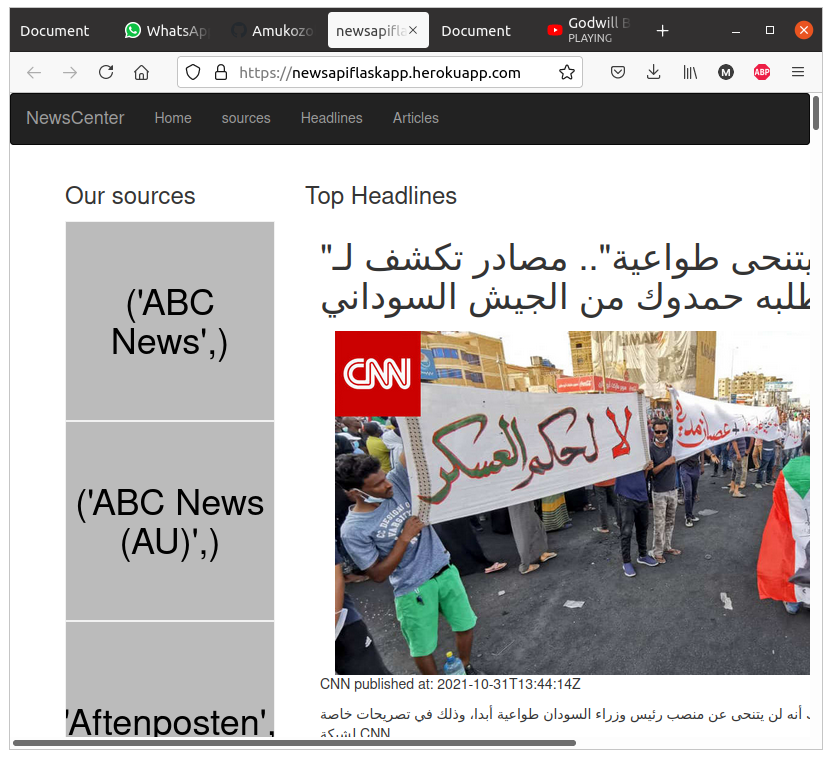 Document
WhatsApp
Amukozo
newsapifla
Document
Godwill B
PLAYING
https://newsapiflaskapp.herokuapp.com
M
ABP
NewsCenter Home sources Headlines Articles
Our sources
('ABC
News',)
('ABC News
(AU)',)
'Aftenposten',
Top Headlines
يتنحى طواعية".. مصادر تكشف لـ"
طلبه حمدوك من الجيش السوداني
CNN
لا لحكم العسكر
CNN published at: 2021-10-31T13:44:14Z
أنه لن يتنحى عن منصب رئيس وزراء السودان طواعية أبدا، وذلك في تصريحات خاصة
لشبكة CNN